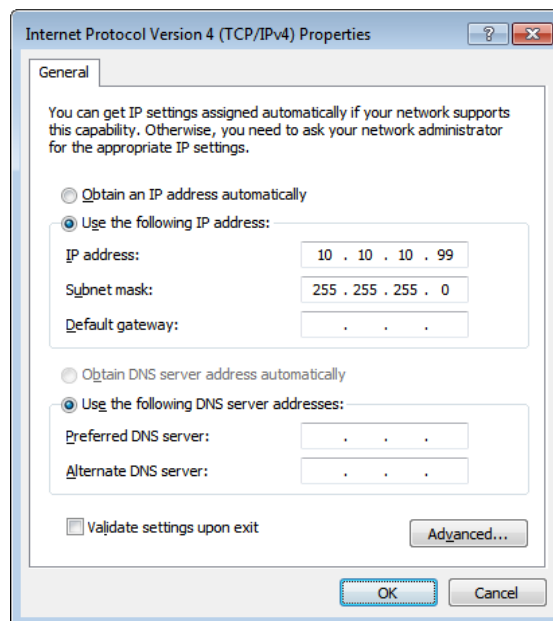 Internet Protocol Version 4 (TCP/IPv4) Properties
?
General
You can get IP settings assigned automatically if your network supports
this capability. Otherwise, you need to ask your network administrator
for the appropriate IP settings.
Obtain an IP address automatically
Use the following IP address:
IP address: 10 . 10 . 10 . 99
Subnet mask: 255 . 255 . 255 . 0
Default gateway: . . .
Obtain DNS server address automatically
Use the following DNS server addresses:
Preferred DNS server: . . .
Alternate DNS server: . . .
Validate settings upon exit
Advanced...
OK Cancel